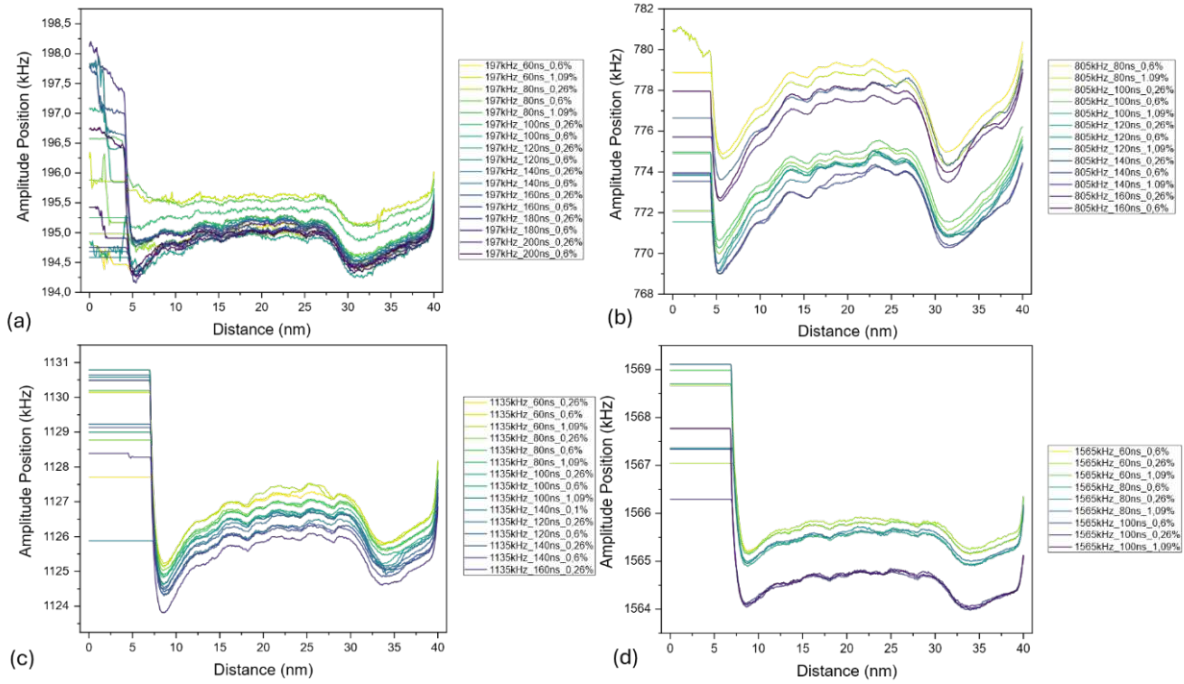 198,5
198,0
197,5
197,0
196,5
196,0
195,5
195,0
194,5
194,0
Amplitude Position (kHz)
0 5 10 15 20 25 30 35 40
Distance (nm)
(a)
197kHz_60ns_0,6%
197kHz_60ns_1,09%
197kHz_80ns_0,26%
197kHz_80ns_0,6%
197kHz_80ns_1,09%
197kHz_100ns_0,26%
197kHz_100ns_0,6%
197kHz_120ns_0,26%
197kHz_120ns_0,6%
197kHz_140ns_0,26%
197kHz_140ns_0,6%
197kHz_160ns_0,26%
197kHz_160ns_0,6%
197kHz_180ns_0,26%
197kHz_180ns_0,6%
197kHz_200ns_0,26%
197kHz_200ns_0,6%
782
780
778
776
774
772
770
768
Amplitude Position (kHz)
0 5 10 15 20 25 30 35 40
Distance (nm)
(b)
805kHz_80ns_0,6%
805kHz_80ns_1.09%
805kHz_100ns_0,26%
805kHz_100ns_0,6%
805kHz_100ns_1,09%
805kHz_120ns_0,26%
805kHz_120ns_0,6%
805kHz_120ns_1,09%
805kHz_140ns_0,26%
805kHz_140ns_0,6%
805kHz_140ns_1.09%
805kHz_160ns_0,26%
805kHz_160ns_0,6%
1131
1130
1129
1128
1127
1126
1125
1124
Amplitude Position (kHz)
0 5 10 15 20 25 30 35 40
Distance (nm)
(c)
1135kHz_60ns_0,26%
1135kHz_60ns_0,6%
1135kHz_60ns_1,09%
1135kHz_80ns_0,26%
1135kHz_80ns_0,6%
1135kHz_80ns_1,09%
1135kHz_100ns_0,26%
1135kHz_100ns_0,6%
1135kHz_100ns_1,09%
1135kHz_140ns_0,1%
1135kHz_120ns_0,26%
1135kHz_120ns_0,6%
1135kHz_140ns_0,26%
1135kHz_140ns_0,6%
1135kHz_160ns_0,26%
1569
1568
1567
1566
1565
1564
Amplitude Position (kHz)
0 5 10 15 20 25 30 35 40
Distance (nm)
(d)
1565kHz_60ns_0,6%
1565kHz_60ns_0,26%
1565kHz_60ns_1,09%
1565kHz_80ns_0,6%
1565kHz_80ns_0,26%
1565kHz_80ns_1,09%
1565kHz_100ns_0,6%
1565kHz_100ns_0,26%
1565kHz_100ns_1,09%